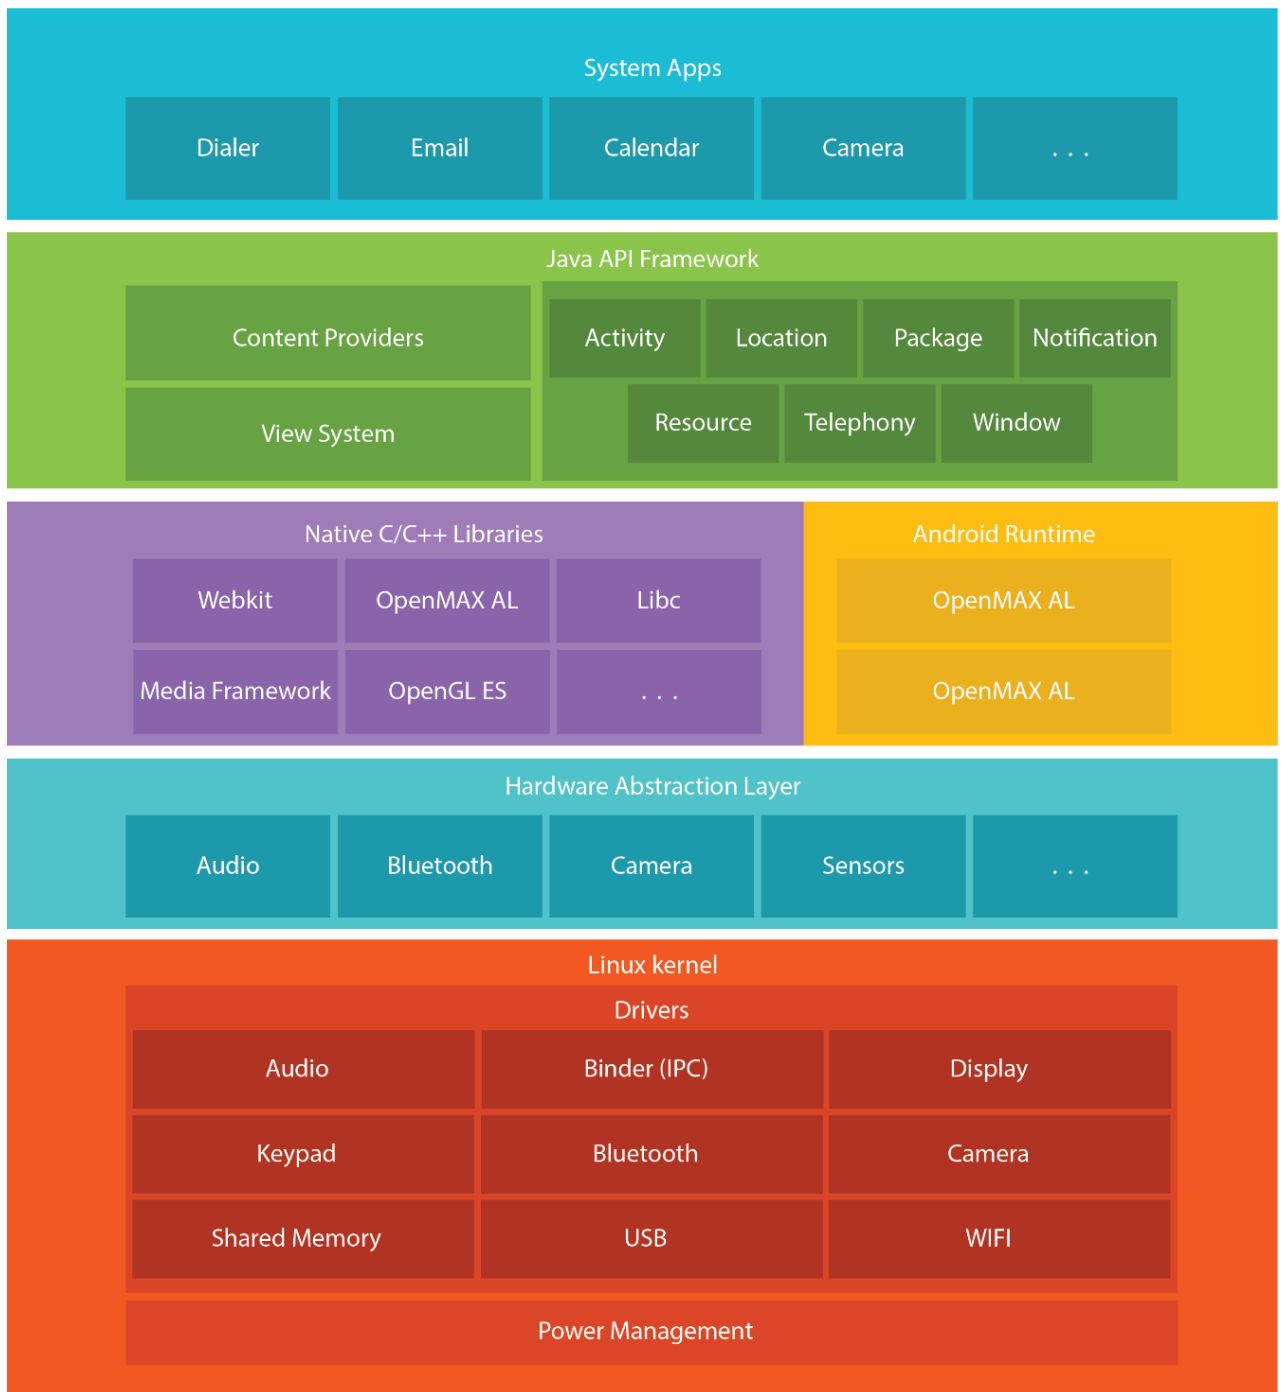 System Apps
Dialer
Email
Calendar
Camera
. . .
Java API Framework
Content Providers
View System
Activity
Location
Package
Notification
Resource
Telephony
Window
Native C/C++ Libraries
Webkit
OpenMAX AL
Libc
Media Framework
OpenGL ES
. . .
Android Runtime
OpenMAX AL
OpenMAX AL
Hardware Abstraction Layer
Audio
Bluetooth
Camera
Sensors
. . .
Linux kernel
Drivers
Audio
Binder (IPC)
Display
Keypad
Bluetooth
Camera
Shared Memory
USB
WIFI
Power Management